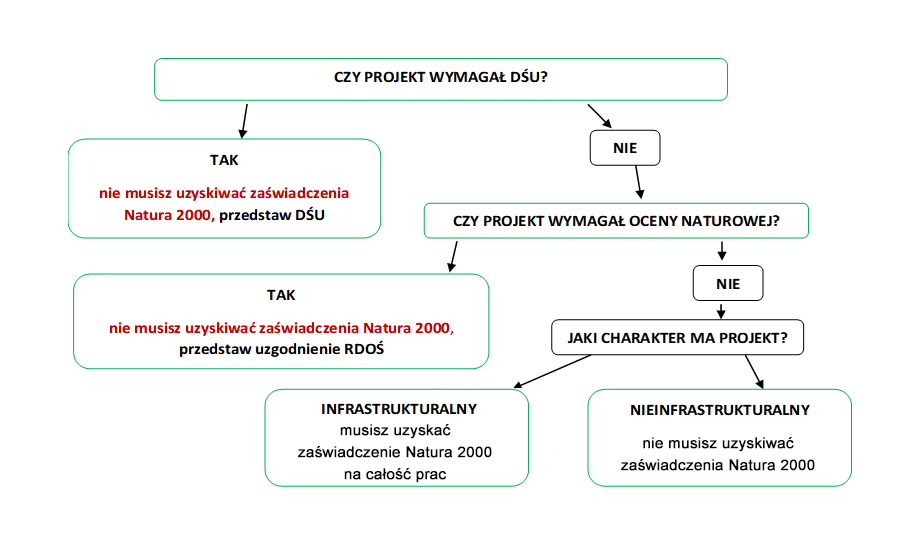 CZY PROJEKT WYMAGAŁ DŚU?
TAK
nie musisz uzyskiwać zaświadczenia
Natura 2000, przedstaw DŚU
NIE
CZY PROJEKT WYMAGAŁ OCENY NATUROWEJ?
TAK
nie musisz uzyskiwać zaświadczenia Natura 2000,
przedstaw uzgodnienie RDOŚ
NIE
JAKI CHARAKTER MA PROJEKT?
INFRASTRUKTURALNY
musisz uzyskać
zaświadczenie Natura 2000
na całość prac
NIEINFRASTRUKTURALNY
nie musisz uzyskiwać
zaświadczenia Natura 2000